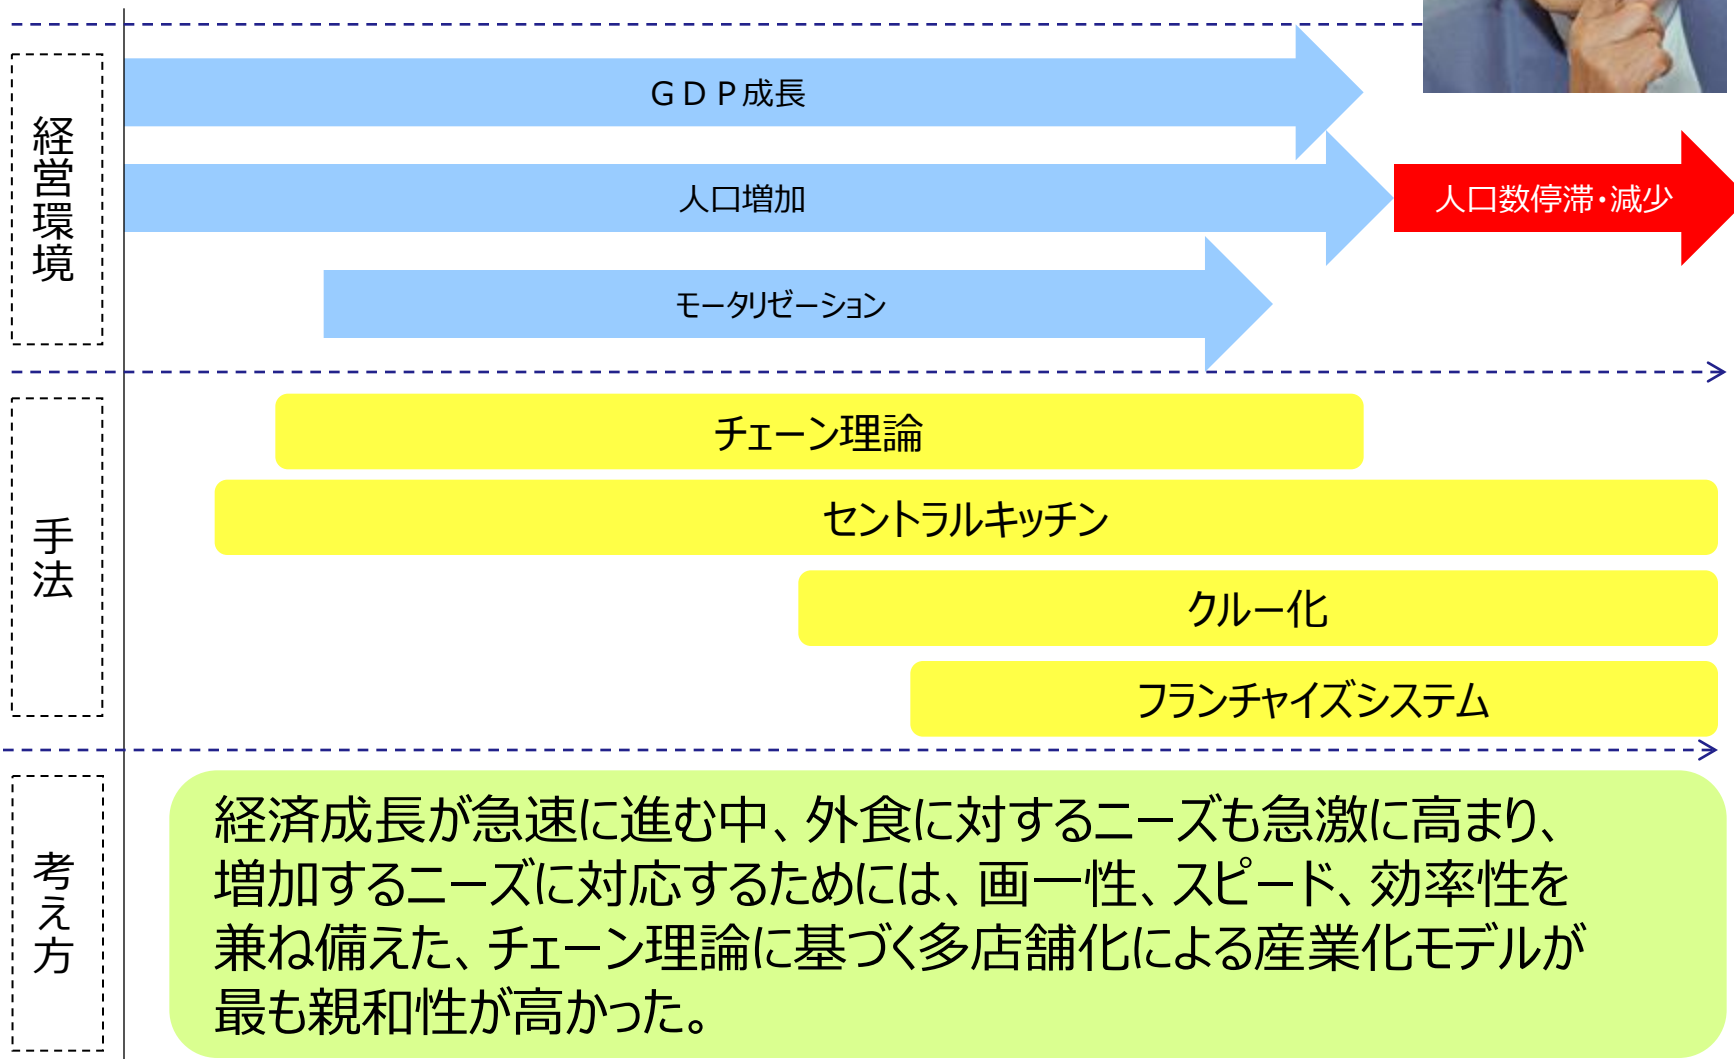 経営環境
ＧＤＰ成長
人口増加
人口数停滞・減少
モータリゼーション
手法
チェーン理論
セントラルキッチン
クルー化
フランチャイズシステム
考え方
経済成長が急速に進む中、外食に対するニーズも急激に高まり、
増加するニーズに対応するためには、画一性、スピード、効率性を
兼ね備えた、チェーン理論に基づく多店舗化による産業化モデルが
最も親和性が高かった。